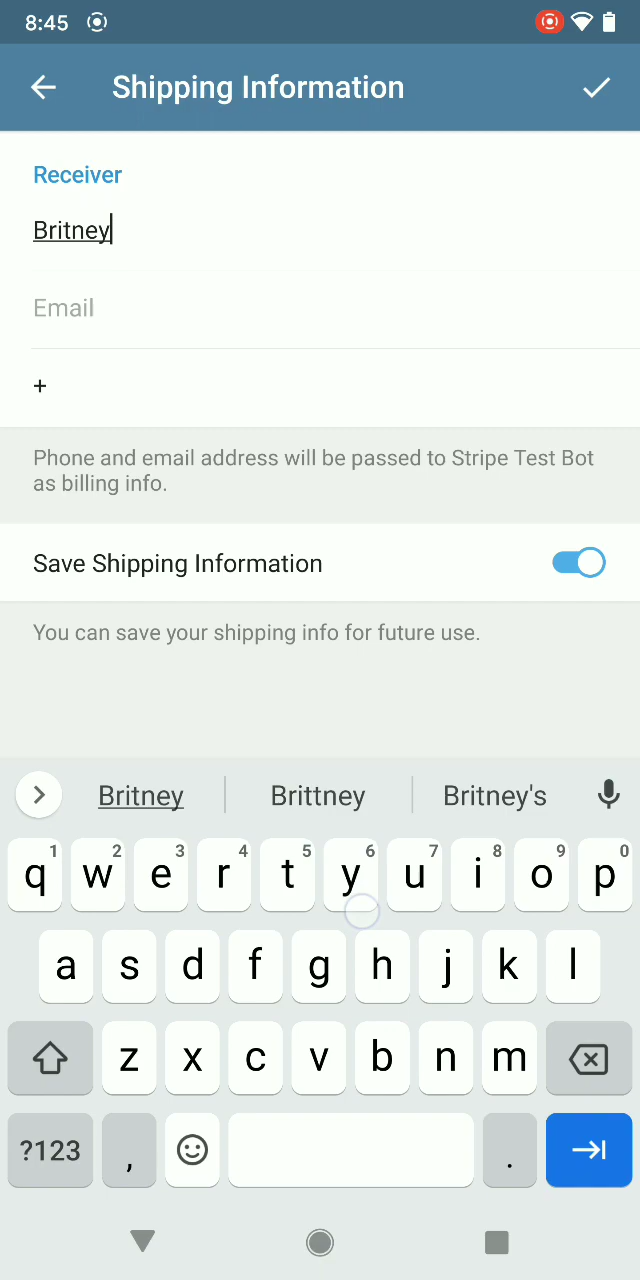 8:45
Shipping Information
Receiver
Britney
Email
+
Phone and email address will be passed to Stripe Test Bot
as billing info.
Save Shipping Information
You can save your shipping info for future use.
Britney Brittney Britney's
1 2 3 4 5 6 7 8 9 0
q w e r t y u i o p
a s d f g h j k l
z x c v b n m
?123 , .